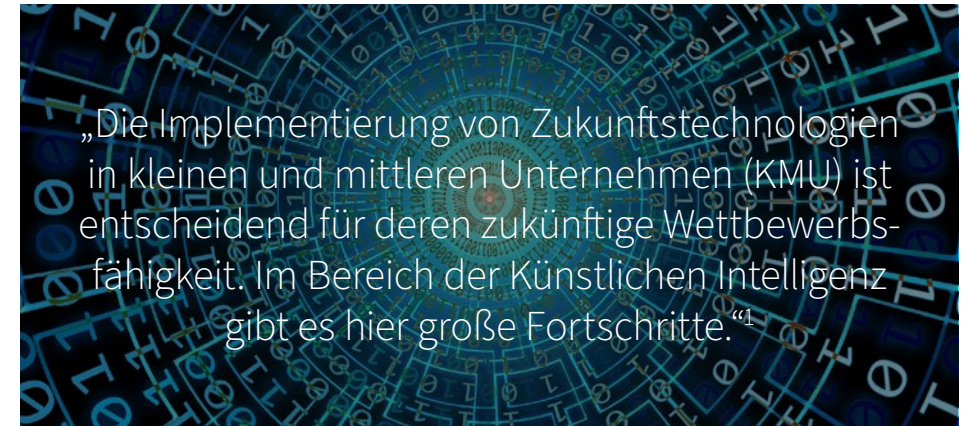 „Die Implementierung von Zukunftstechnologien
in kleinen und mittleren Unternehmen (KMU) ist
entscheidend für deren zukünftige Wettbewerbs-
fähigkeit. Im Bereich der Künstlichen Intelligenz
gibt es hier große Fortschritte.“¹